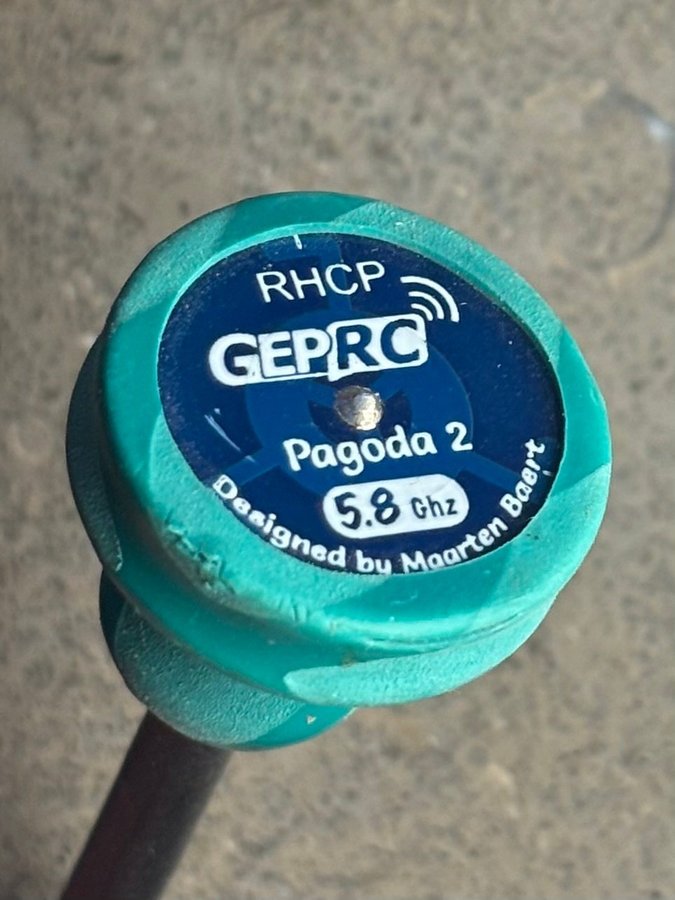 RHCP
GEPRC
Pagoda 2
5.8 Ghz
Designed by Maarten Baert